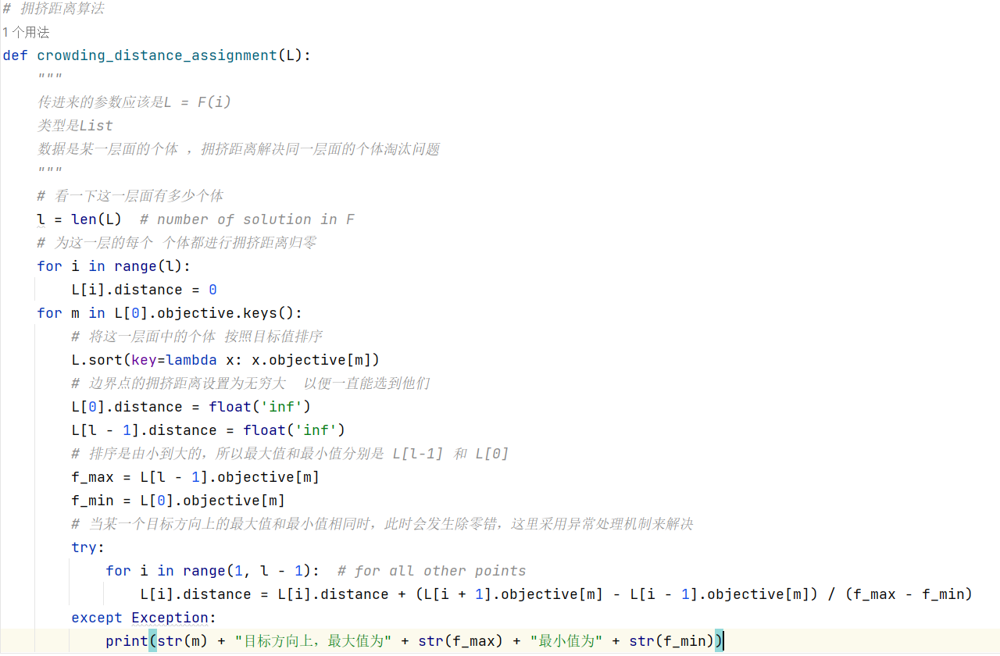 # 拥挤距离算法
1 个用法
def crowding_distance_assignment(L):
    """
    传进来的参数应该是L = F(i)
    类型是List
    数据是某一层面的个体 ，拥挤距离解决同一层面的个体淘汰问题
    """
    # 看一下这一层面有多少个体
    l = len(L)  # number of solution in F
    # 为这一层的每个 个体都进行拥挤距离归零
    for i in range(l):
        L[i].distance = 0
    for m in L[0].objective.keys():
        # 将这一层面中的个体 按照目标值排序
        L.sort(key=lambda x: x.objective[m])
        # 边界点的拥挤距离设置为无穷大  以便一直能选到他们
        L[0].distance = float('inf')
        L[l - 1].distance = float('inf')
        # 排序是由小到大的，所以最大值和最小值分别是 L[l-1] 和 L[0]
        f_max = L[l - 1].objective[m]
        f_min = L[0].objective[m]
        # 当某一个目标方向上的最大值和最小值相同时，此时会发生除零错，这里采用异常处理机制来解决
        try:
            for i in range(1, l - 1):  # for all other points
                L[i].distance = L[i].distance + (L[i + 1].objective[m] - L[i - 1].objective[m]) / (f_max - f_min)
        except Exception:
            print(str(m) + "目标方向上，最大值为" + str(f_max) + "最小值为" + str(f_min))